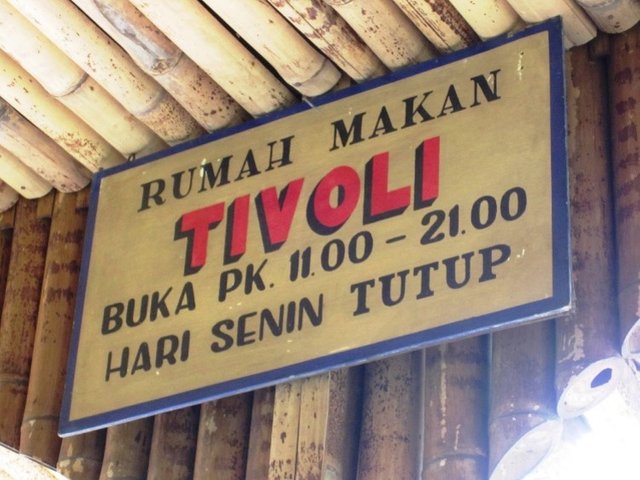 RUMAH MAKAN
TIVOLI
BUKA PK. 11.00 - 21.00
HARI SENIN TUTUP